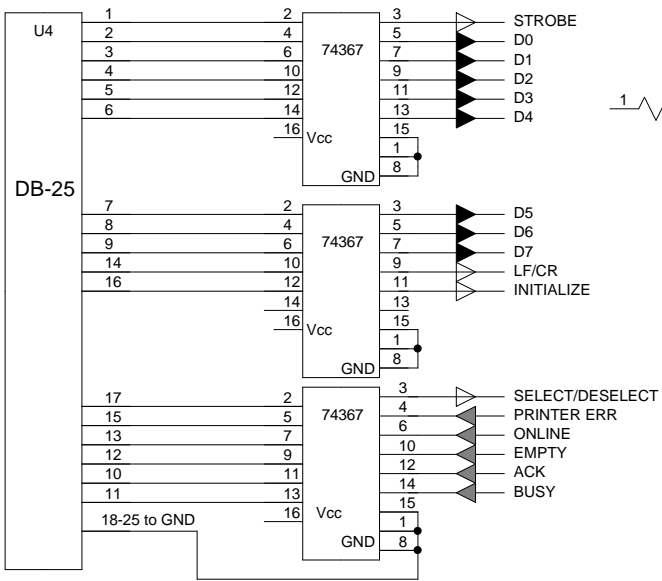 1 2 3 STROBE
U4 2 4 74367 5 D0
3 6 7 D1
4 10 9 D2
5 12 11 D3
6 14 13 D4
16 Vcc 15
1
GND 8
1
DB-25
7 2 3 D5
8 4 74367 5 D6
9 6 7 D7
14 10 9 LF/CR
16 12 11 INITIALIZE
14 13
16 Vcc 15
1
GND 8
17 2 3 SELECT/DESELECT
15 5 74367 4 PRINTER ERR
13 7 6 ONLINE
12 9 10 EMPTY
10 11 12 ACK
11 13 14 BUSY
16 Vcc 15
18-25 to GND 1
GND 8